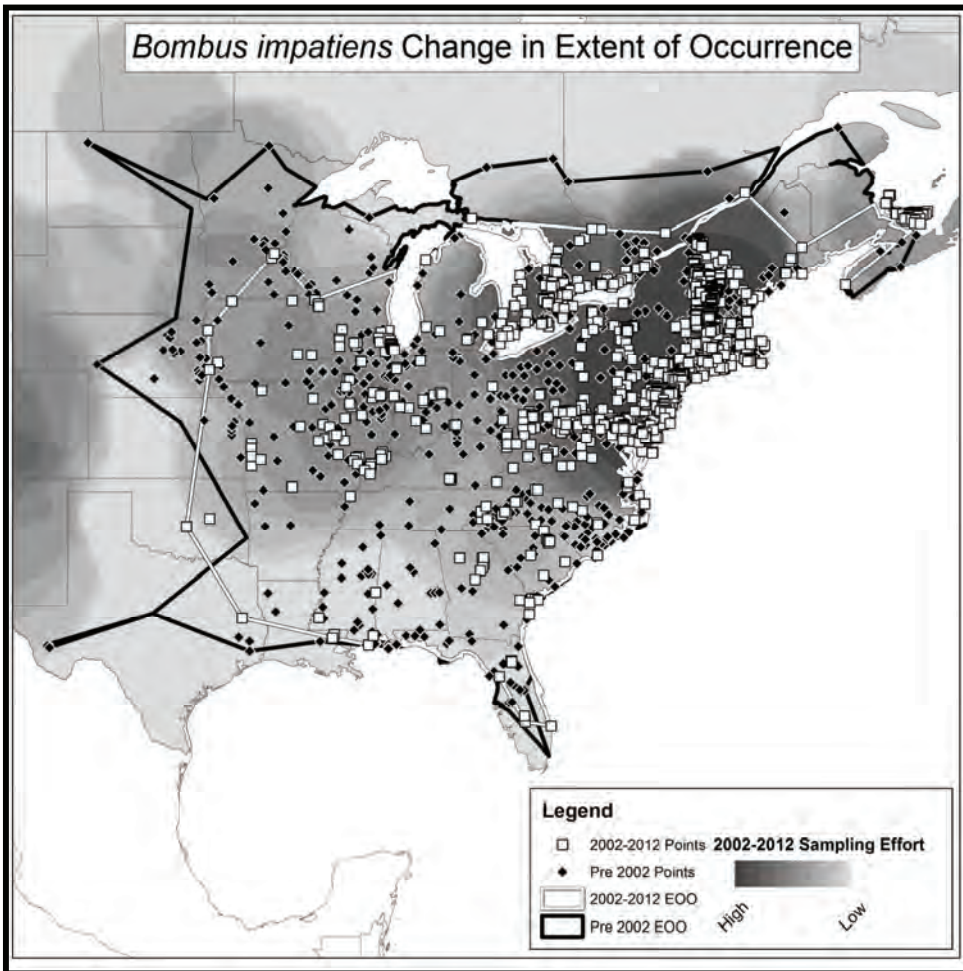 Bombus impatiens Change in Extent of Occurrence
Legend
2002-2012 Points
Pre 2002 Points
2002-2012 EOO
Pre 2002 EOO
2002-2012 Sampling Effort
High
Low